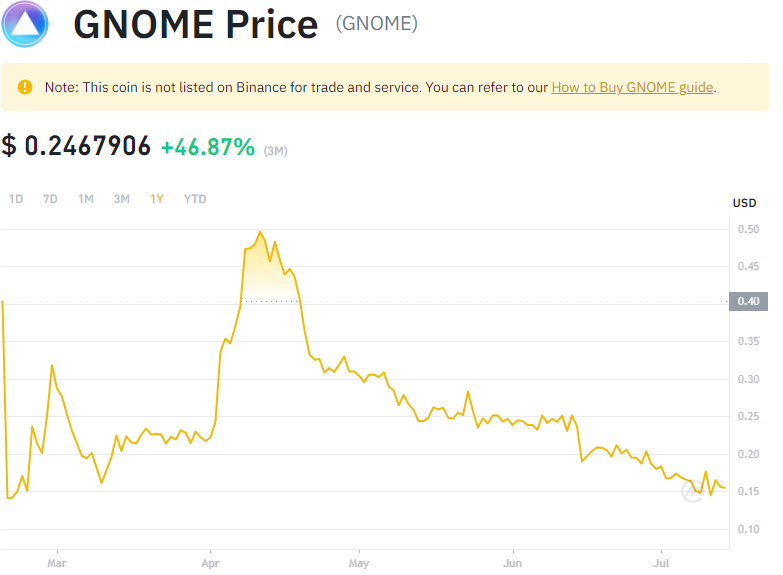 GNOME Price (GNOME)
Note: This coin is not listed on Binance for trade and service. You can refer to our How to Buy GNOME guide.
$ 0.2467906 +46.87% (3M)
1D 7D 1M 3M 1Y YTD
USD
0.50
0.45
0.40
0.35
0.30
0.25
0.20
0.15
0.10
Mar Apr May Jun Jul